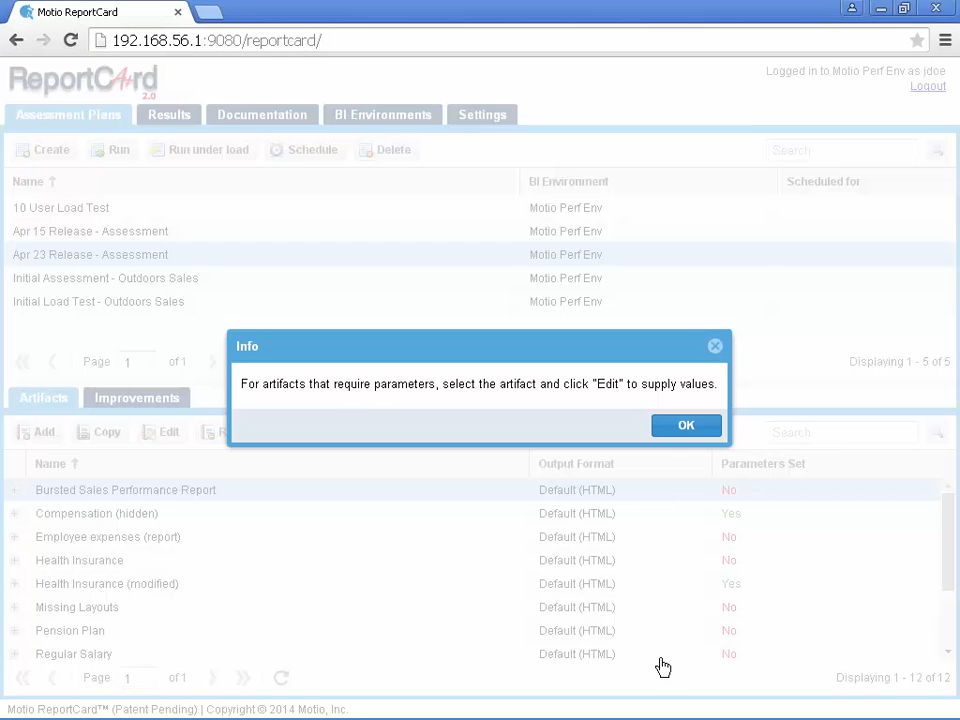 Motio ReportCard
192.168.56.1:9080/reportcard/
ReportCard
2.0
Logged in to Motio Perf Env as jdoe
Logout
Assessment Plans Results Documentation BI Environments Settings
Create Run Run under load Schedule Delete Search
Name BI Environment Scheduled for
10 User Load Test Motio Perf Env
Apr 15 Release - Assessment Motio Perf Env
Apr 23 Release - Assessment Motio Perf Env
Initial Assessment - Outdoors Sales Motio Perf Env
Initial Load Test - Outdoors Sales Motio Perf Env
Page 1 of 1 Displaying 1 - 5 of 5
Info
For artifacts that require parameters, select the artifact and click "Edit" to supply values.
OK
Artifacts Improvements
Add Copy Edit Search
Name Output Format Parameters Set
Bursted Sales Performance Report Default (HTML) No
Compensation (hidden) Default (HTML) Yes
Employee expenses (report) Default (HTML) No
Health Insurance Default (HTML) No
Health Insurance (modified) Default (HTML) Yes
Missing Layouts Default (HTML) No
Pension Plan Default (HTML) No
Regular Salary Default (HTML) No
Page 1 of 1 Displaying 1 - 12 of 12
Motio ReportCard™ (Patent Pending) | Copyright © 2014 Motio, Inc.